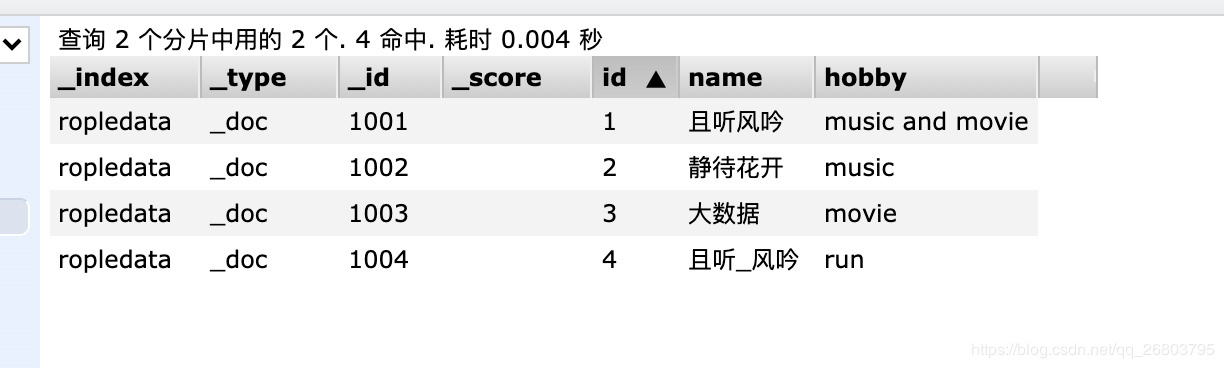 查询 2 个分片中用的 2 个. 4 命中. 耗时 0.004 秒
_index _type _id _score id ▲ name hobby
ropledata _doc 1001 1 且听风吟 music and movie
ropledata _doc 1002 2 静待花开 music
ropledata _doc 1003 3 大数据 movie
ropledata _doc 1004 4 且听_风吟 run
https://blog.csdn.net/qq_26803795